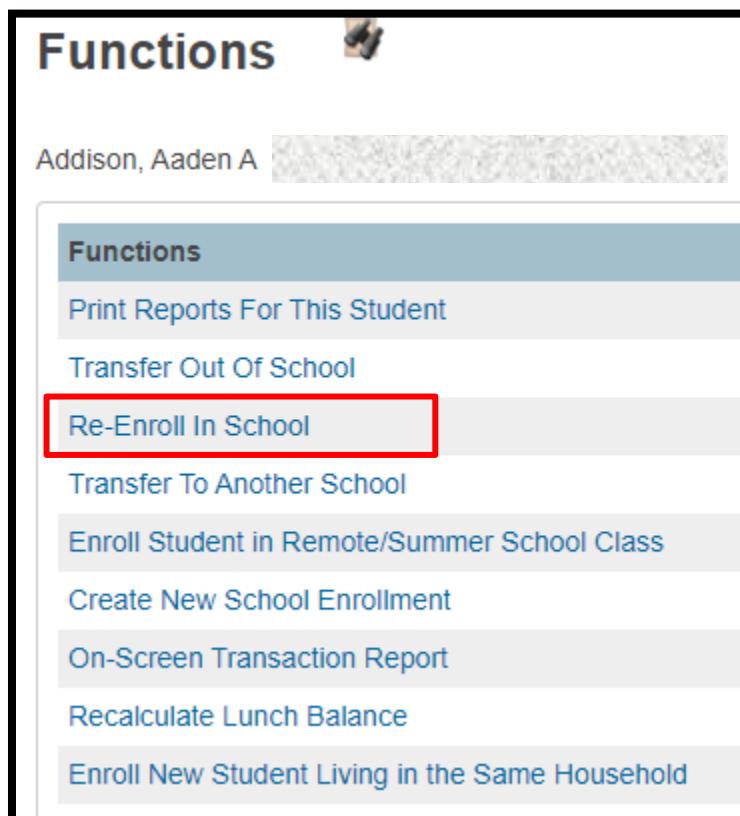 Functions
Addison, Aaden A
Functions
Print Reports For This Student
Transfer Out Of School
Re-Enroll In School
Transfer To Another School
Enroll Student in Remote/Summer School Class
Create New School Enrollment
On-Screen Transaction Report
Recalculate Lunch Balance
Enroll New Student Living in the Same Household